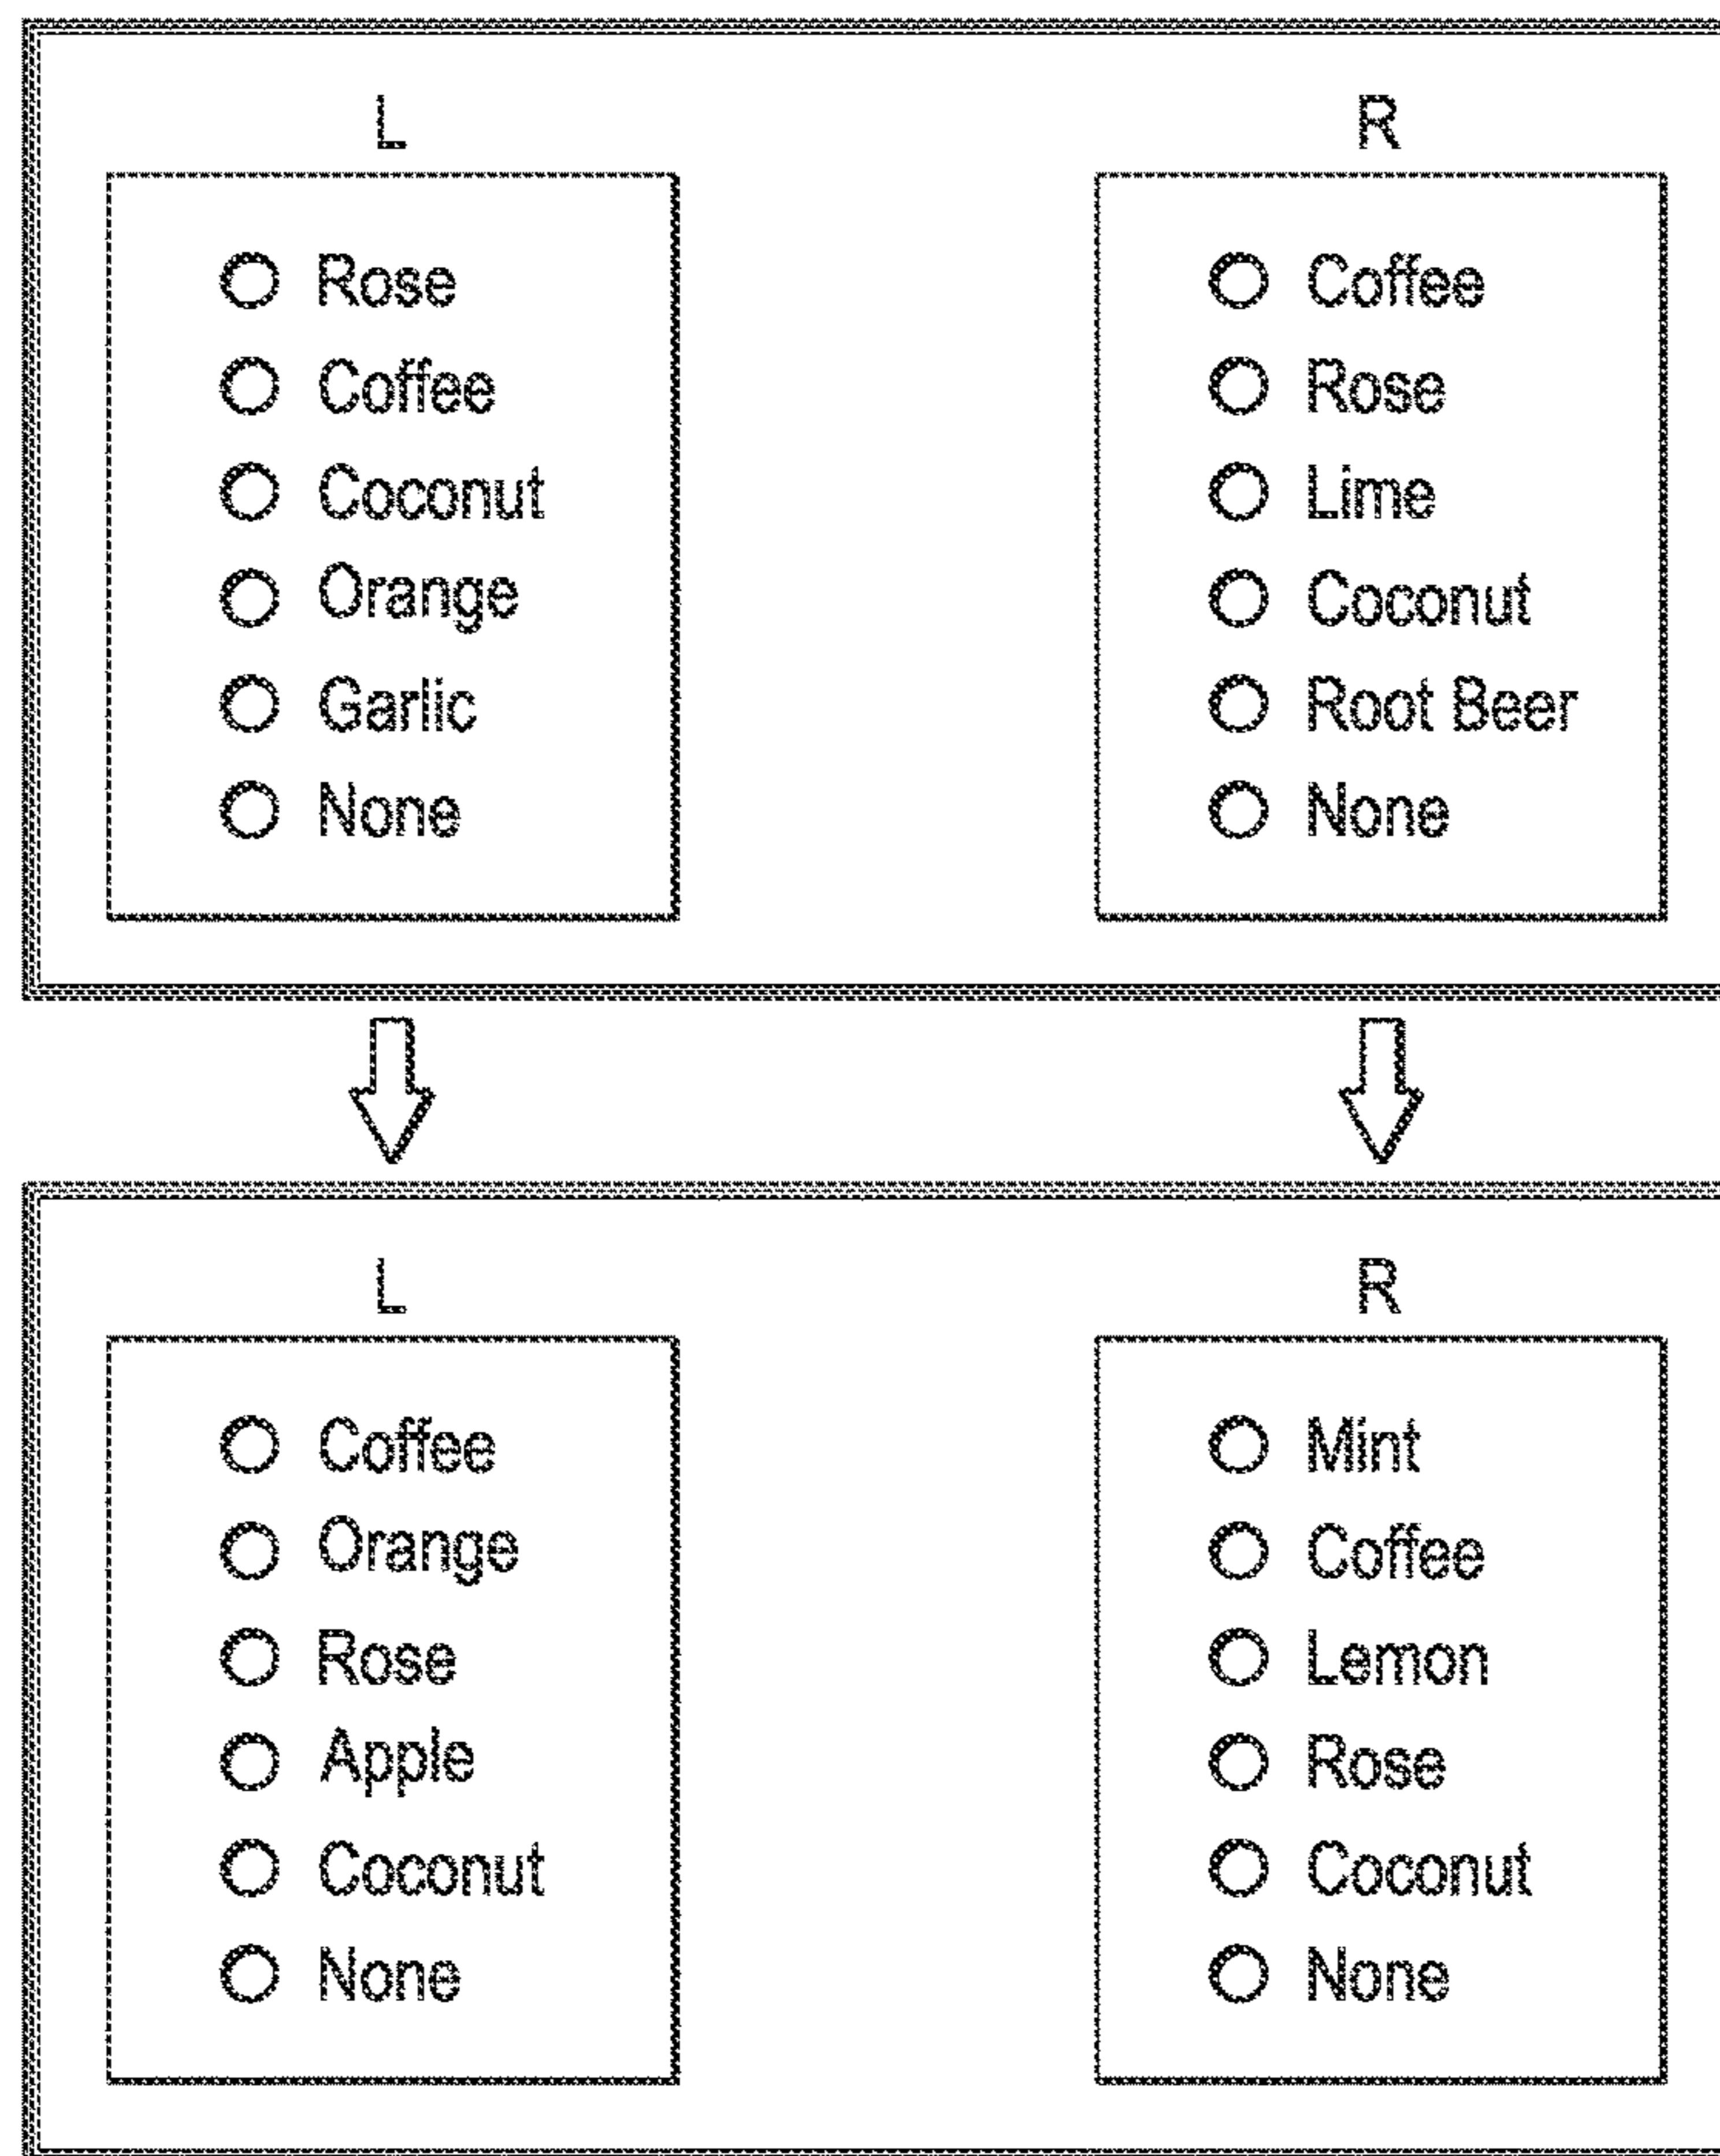 L
Rose
Coffee
Coconut
Orange
Garlic
None
R
Coffee
Rose
Lime
Coconut
Root Beer
None
L
Coffee
Orange
Rose
Apple
Coconut
None
R
Mint
Coffee
Lemon
Rose
Coconut
None